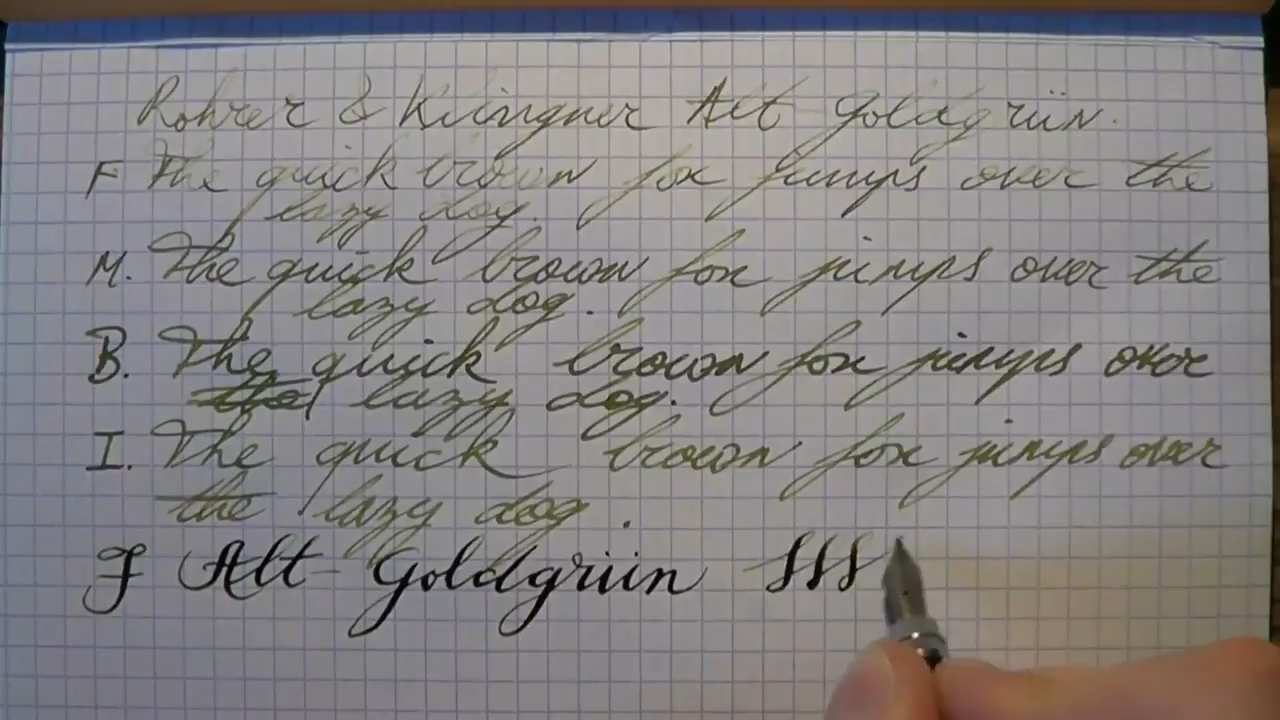 Rohrer & Klingner Alt Goldgrün.
F The quick brown fox jumps over the
lazy dog.
M. The quick brown fox jumps over the
lazy dog.
B. The quick brown fox jumps over
the lazy dog.
I. The quick brown fox jumps over
the lazy dog.
F Alt-Goldgrün SSS